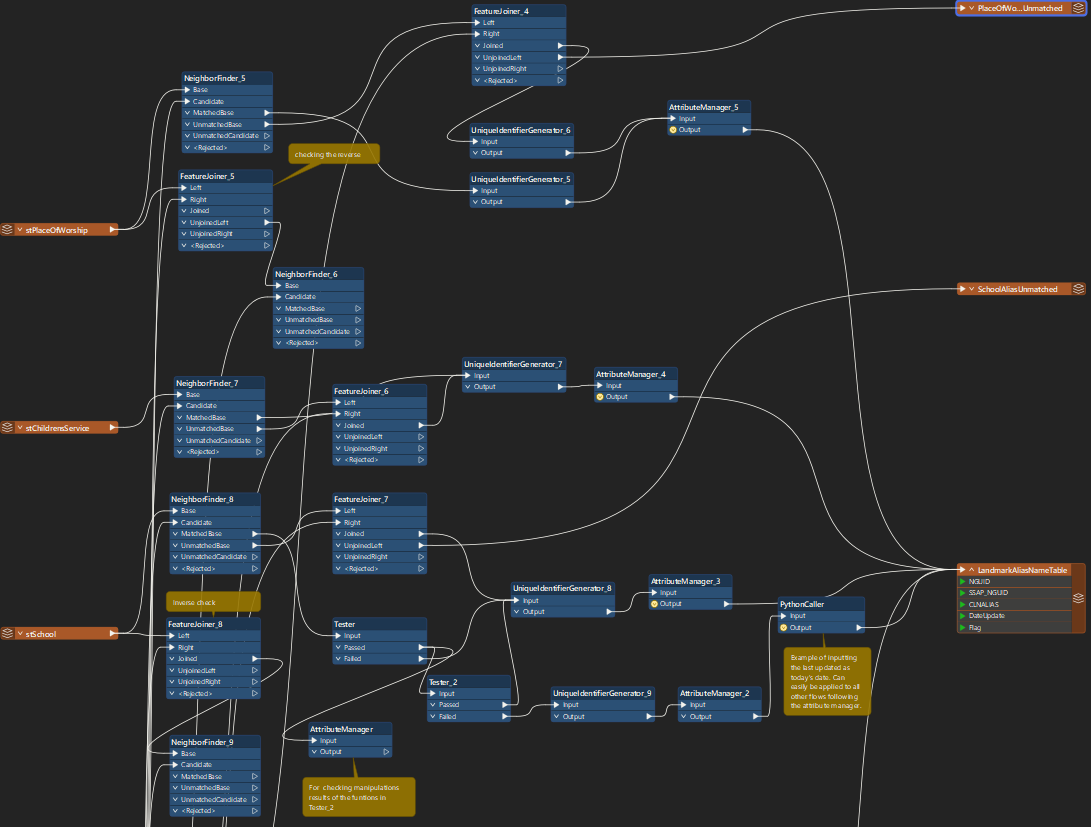 FeatureJoiner_4
Left
Right
Joined
UnjoinedLeft
UnjoinedRight
<Rejected>
PlaceOfWo...Unmatched
NeighborFinder_5
Base
Candidate
MatchedBase
UnmatchedBase
UnmatchedCandidate
<Rejected>
AttributeManager_5
Input
Output
UniqueIdentifierGenerator_6
Input
Output
checking the reverse
FeatureJoiner_5
Left
Right
Joined
UnjoinedLeft
UnjoinedRight
<Rejected>
UniqueIdentifierGenerator_5
Input
Output
stPlaceOfWorship
NeighborFinder_6
Base
Candidate
MatchedBase
UnmatchedBase
UnmatchedCandidate
<Rejected>
SchoolAliasUnmatched
UniqueIdentifierGenerator_7
Input
Output
AttributeManager_4
Input
Output
NeighborFinder_7
Base
Candidate
MatchedBase
UnmatchedBase
UnmatchedCandidate
<Rejected>
FeatureJoiner_6
Left
Right
Joined
UnjoinedLeft
UnjoinedRight
<Rejected>
stChildrensService
NeighborFinder_8
Base
Candidate
MatchedBase
UnmatchedBase
UnmatchedCandidate
<Rejected>
FeatureJoiner_7
Left
Right
Joined
UnjoinedLeft
UnjoinedRight
<Rejected>
LandmarkAliasNameTable
NGUID
SSAP_NGUID
CLNALIAS
DateUpdate
Flag
UniqueIdentifierGenerator_8
Input
Output
AttributeManager_3
Input
Output
PythonCaller
Input
Output
Inverse check
FeatureJoiner_8
Left
Right
Joined
UnjoinedLeft
UnjoinedRight
<Rejected>
stSchool
Tester
Input
Passed
Failed
Example of inputting
the last updated as
today's date. Can
easily be applied to all
other flows following
the attribute manager.
Tester_2
Input
Passed
Failed
UniqueIdentifierGenerator_9
Input
Output
AttributeManager_2
Input
Output
AttributeManager
Input
Output
NeighborFinder_9
Base
Candidate
MatchedBase
UnmatchedBase
UnmatchedCandidate
<Rejected>
For checking manipulations
results of the funtions in
Tester_2